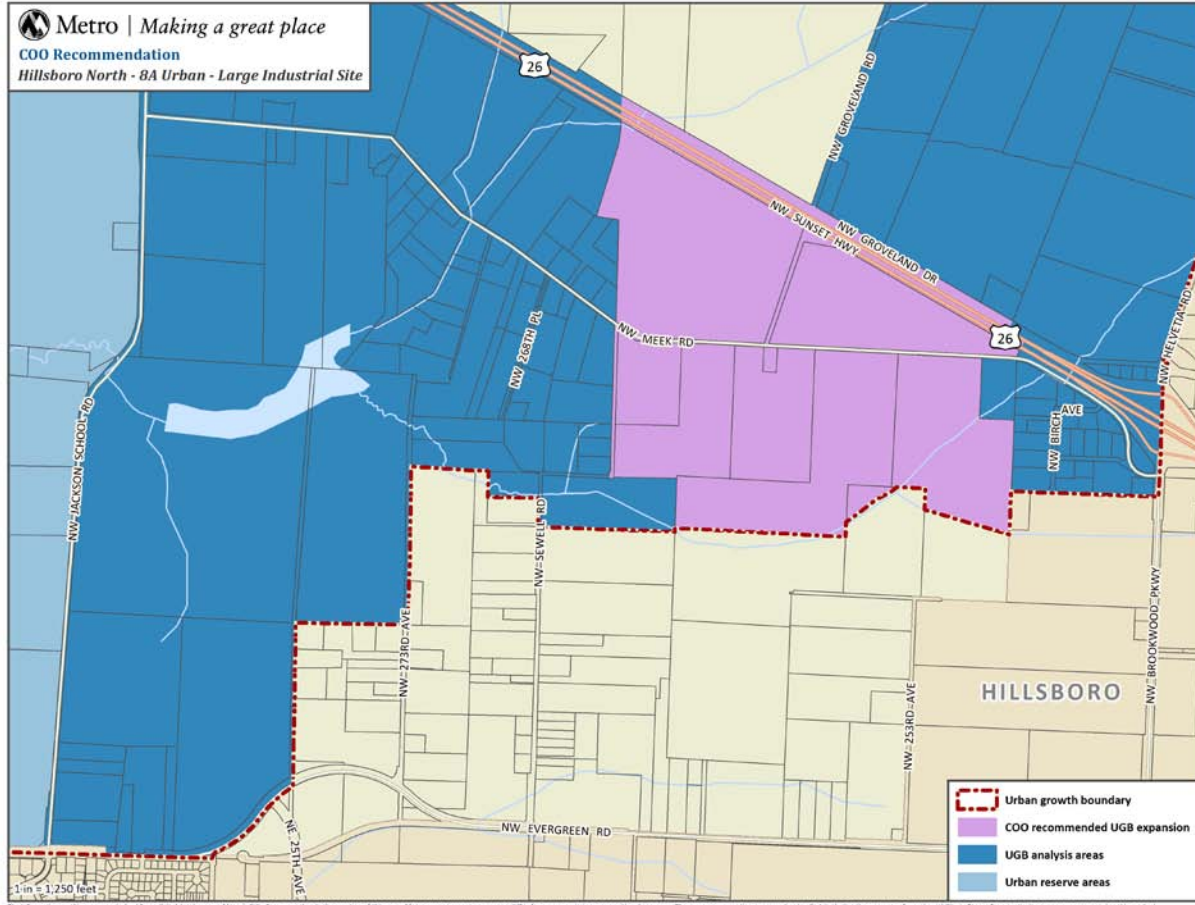 Metro | Making a great place
COO Recommendation
Hillsboro North - 8A Urban - Large Industrial Site
26
NW GROVELAND RD
NW SUNSET HWY
NW GROVELAND DR
NW MEEK RD
26
NW HELVETIA RD
NW 268TH PL
NW BIRCH AVE
NW JACKSON SCHOOL RD
NW SEWELL RD
NW 273RD AVE
NW 253RD AVE
NW BROOKWOOD PKWY
HILLSBORO
NW EVERGREEN RD
NE 25TH AVE
Urban growth boundary
COO recommended UGB expansion
UGB analysis areas
Urban reserve areas
1 in = 1,250 feet